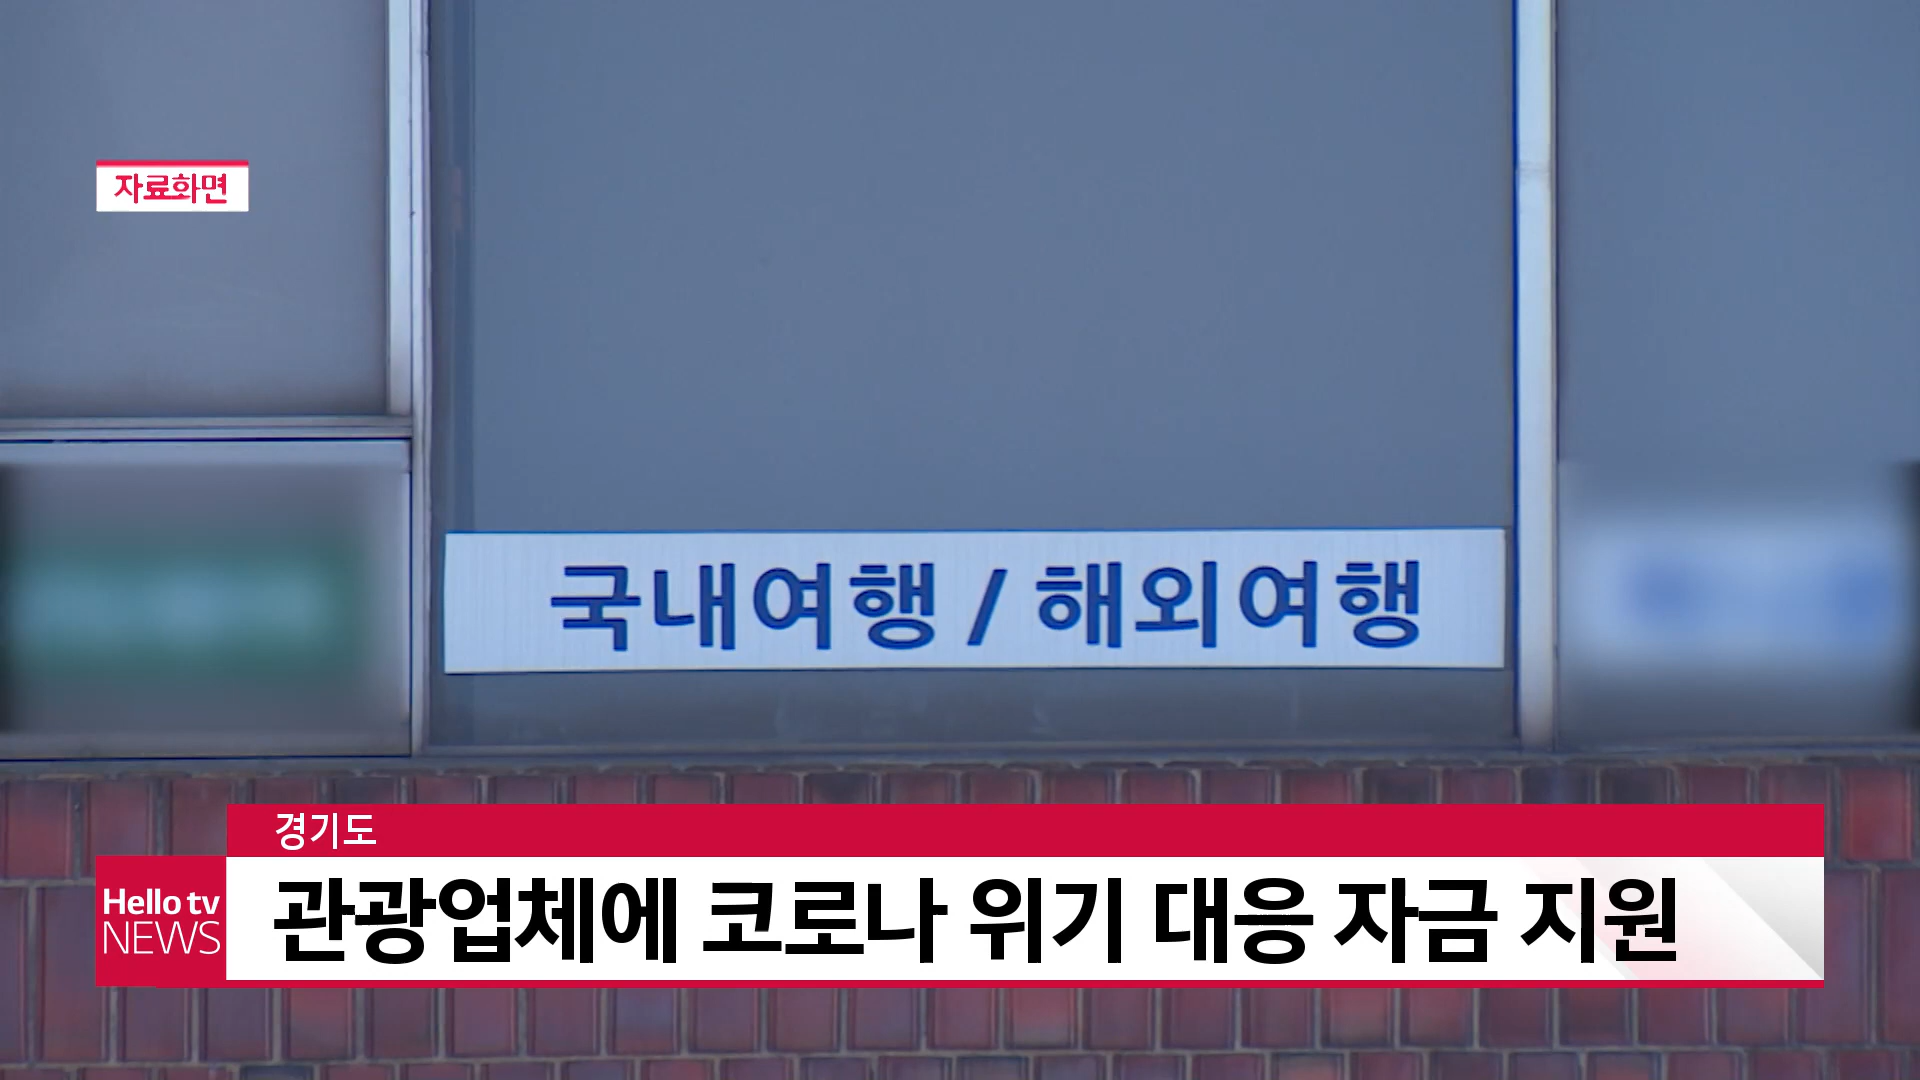 자료화면
국내여행 / 해외여행
경기도
Hello tv
NEWS
관광업체에 코로나 위기 대응 자금 지원